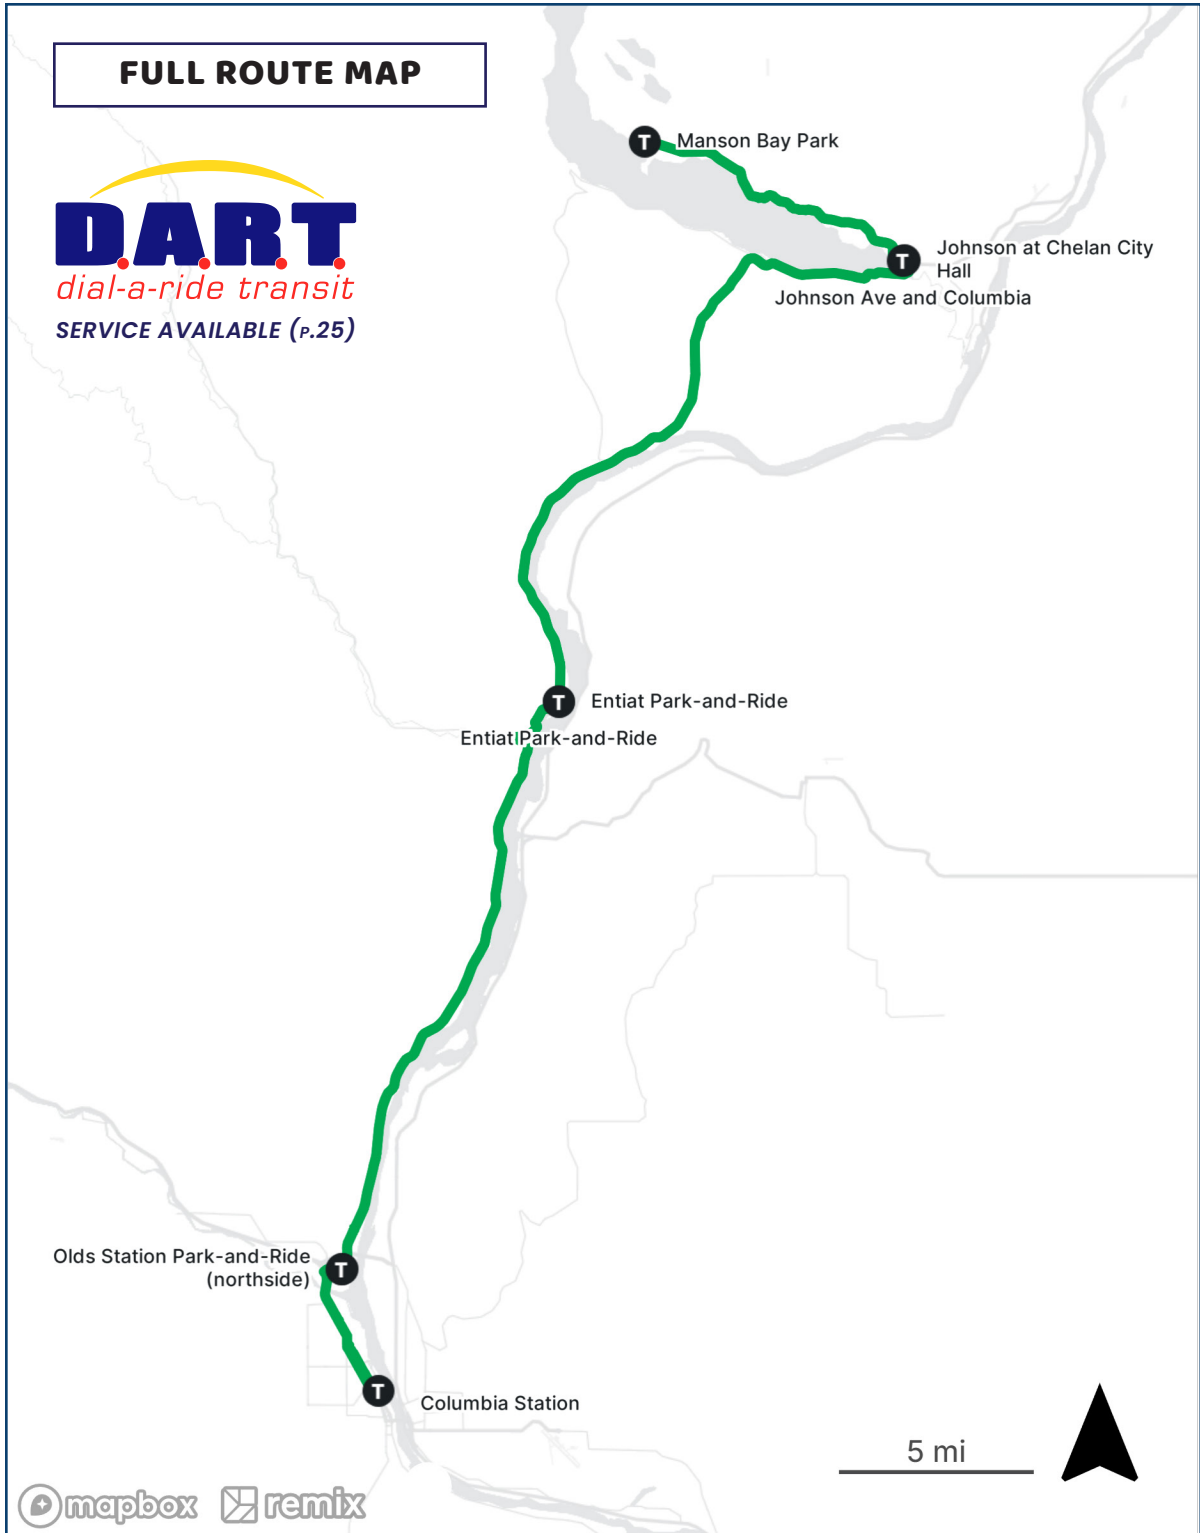 FULL ROUTE MAP
D.A.R.T.
dial-a-ride transit
SERVICE AVAILABLE (P.25)
T
Manson Bay Park
T
Johnson at Chelan City
Hall
Johnson Ave and Columbia
T
Entiat Park-and-Ride
Entiat Park-and-Ride
Olds Station Park-and-Ride
(northside)
T
T
Columbia Station
5 mi
mapbox
remix